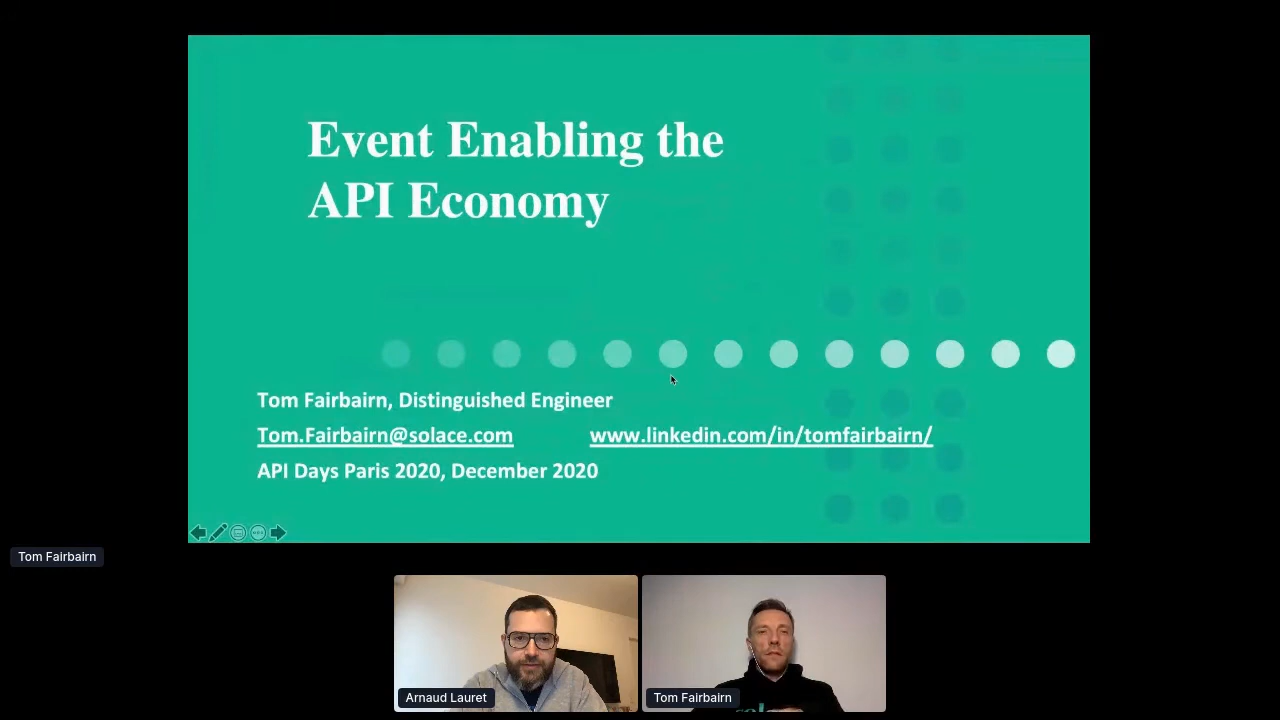 Event Enabling the
API Economy
Tom Fairbairn, Distinguished Engineer
Tom.Fairbairn@solace.com www.linkedin.com/in/tomfairbairn/
API Days Paris 2020, December 2020
Tom Fairbairn
Arnaud Lauret
Tom Fairbairn